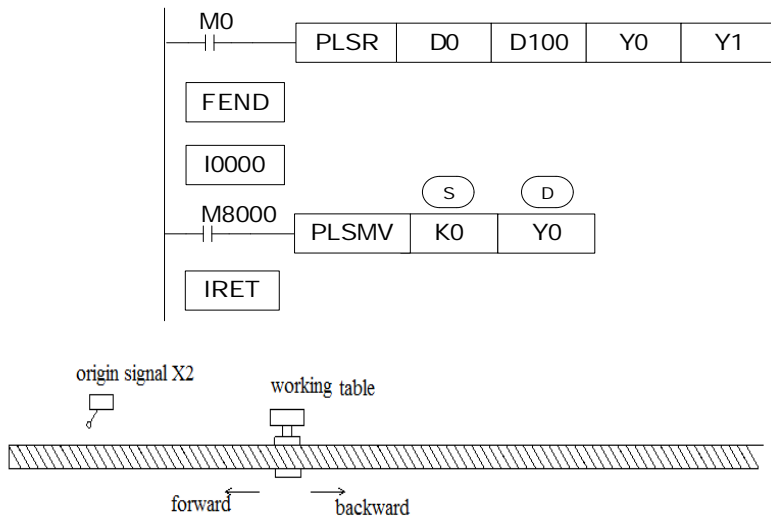 M0
PLSR D0 D100 Y0 Y1
FEND
I0000
S D
M8000
PLSMV K0 Y0
IRET
origin signal X2
working table
forward backward